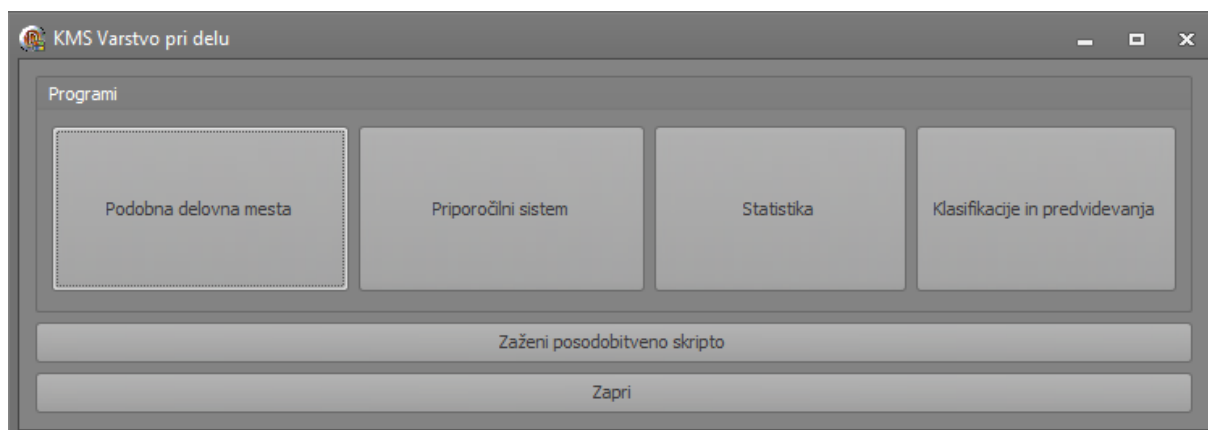 KMS Varstvo pri delu
Programi
Podobna delovna mesta
Priporočilni sistem
Statistika
Klasifikacije in predvidevanja
Zaženi posodobitveno skripto
Zapri